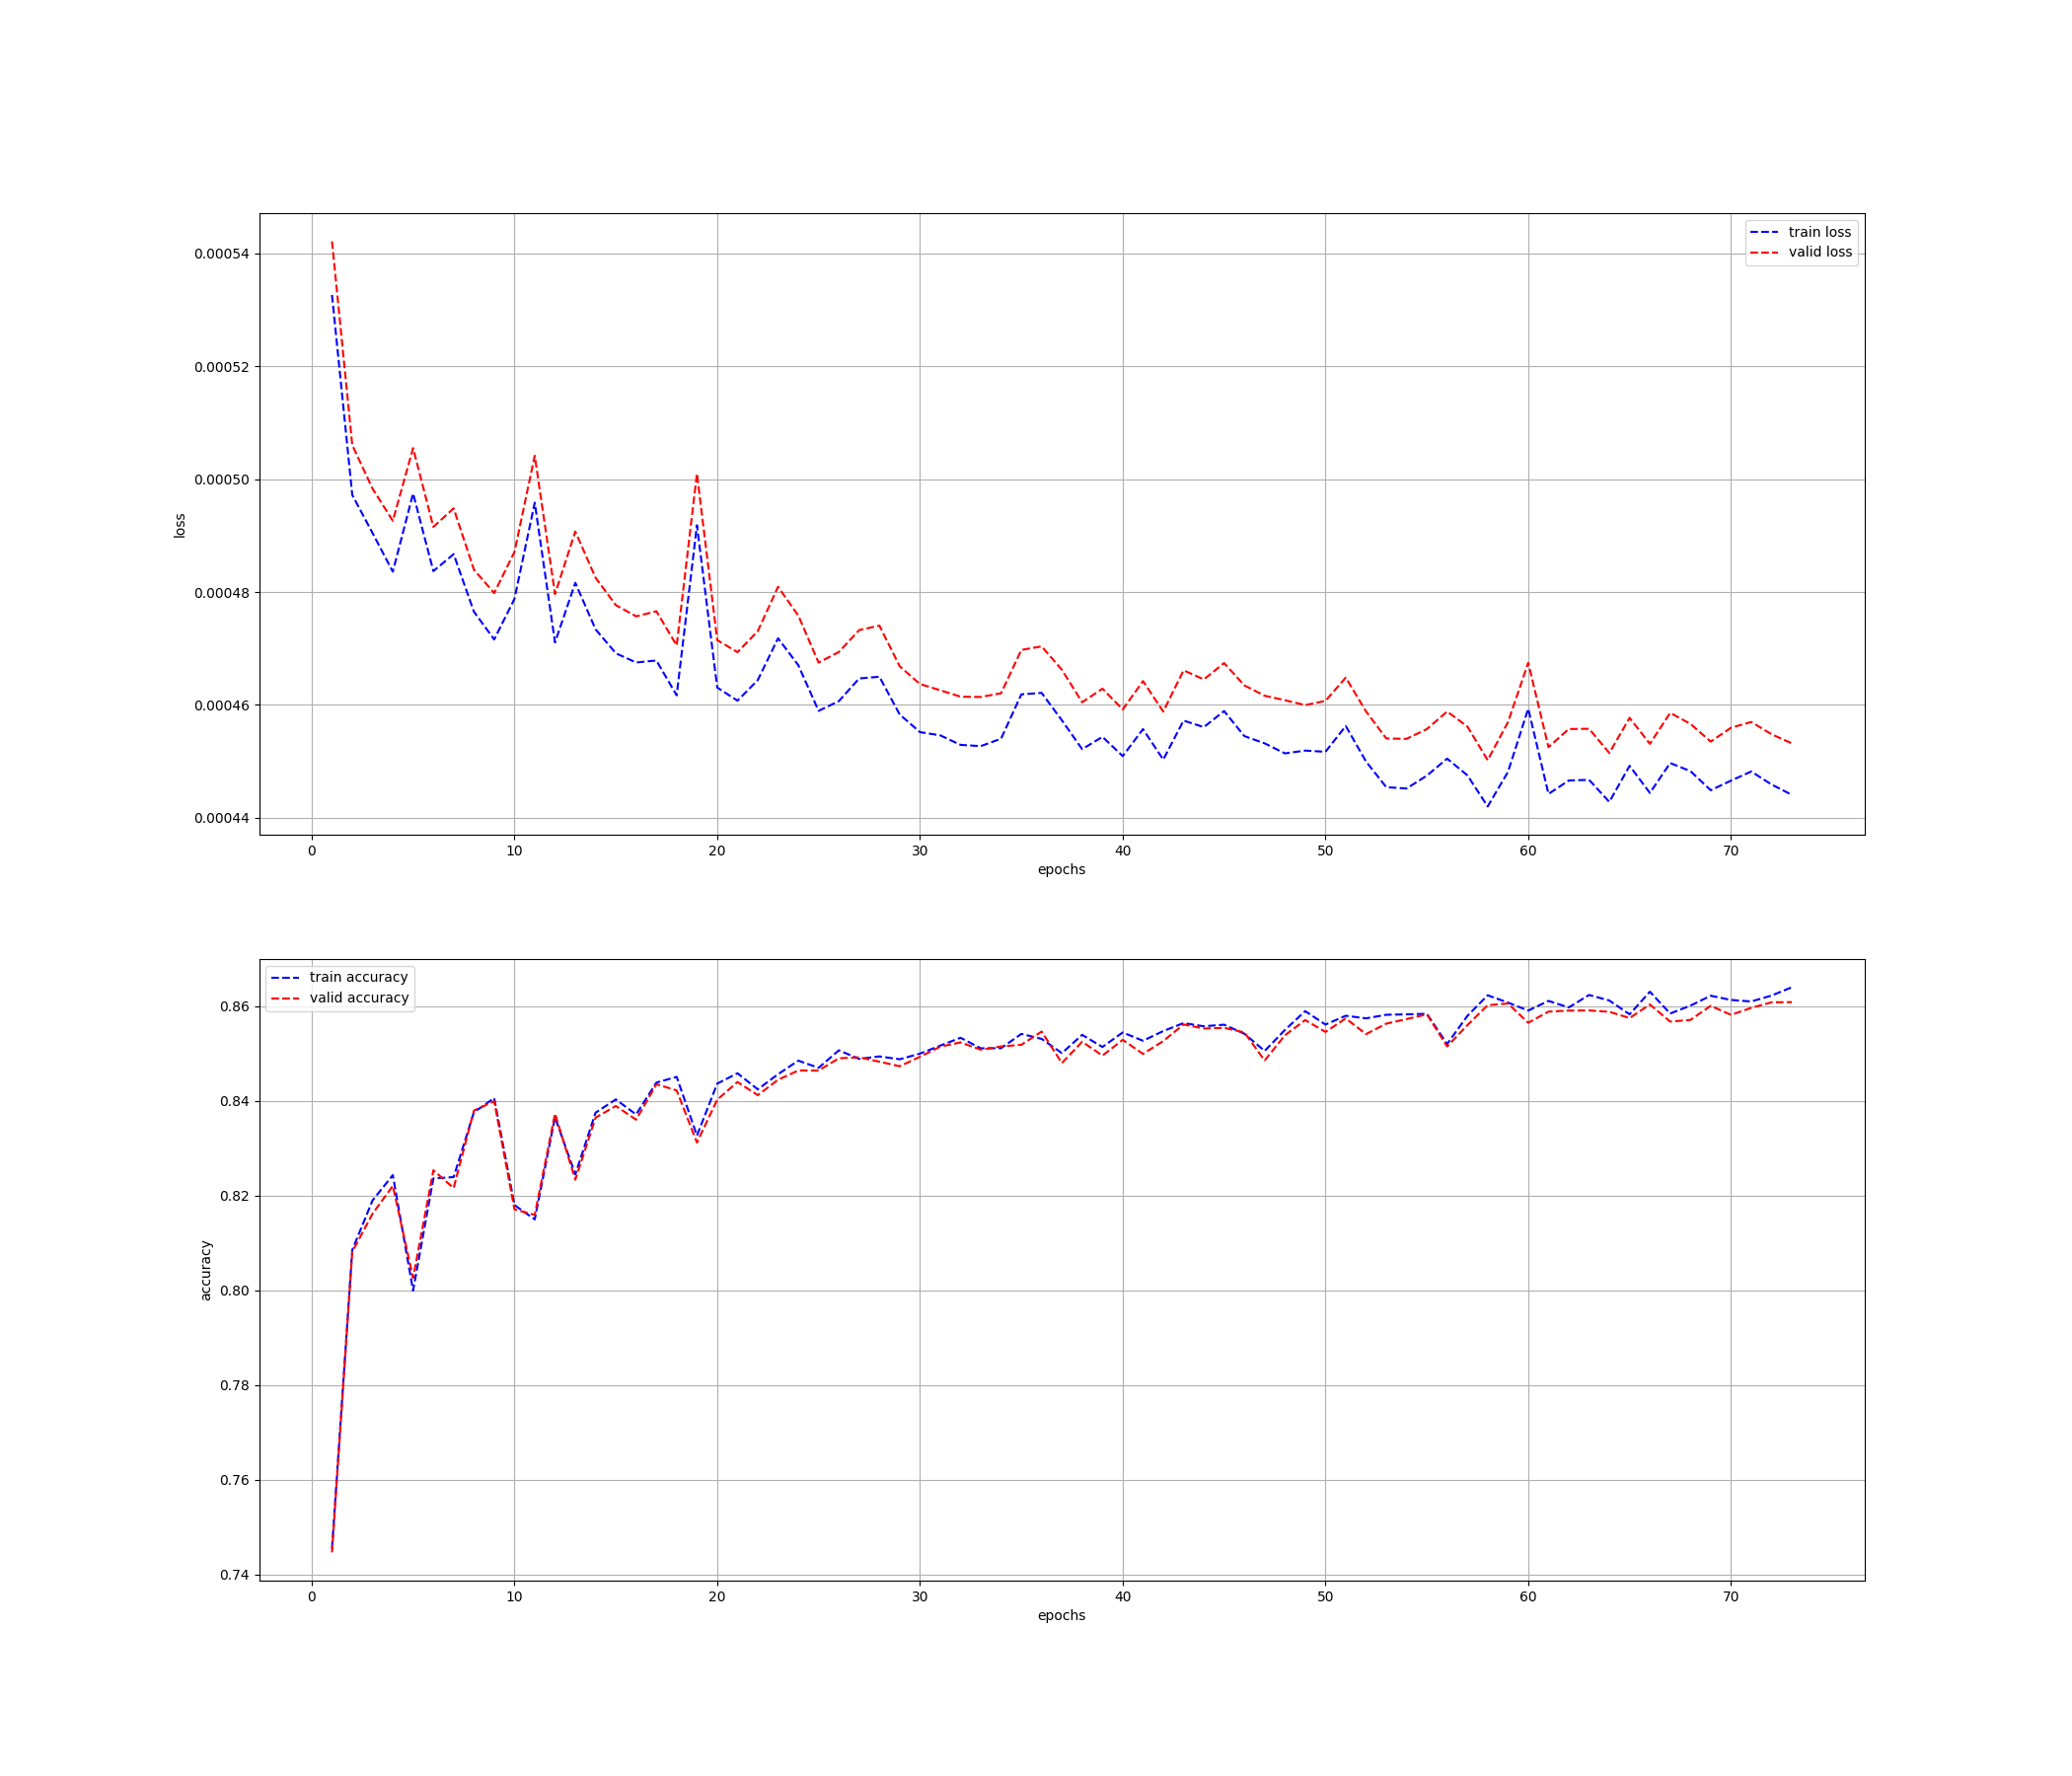 train loss
valid loss
0.00054
0.00052
0.00050
0.00048
0.00046
0.00044
loss
0 10 20 30 40 50 60 70
epochs
train accuracy
valid accuracy
0.86
0.84
0.82
0.80
0.78
0.76
0.74
accuracy
0 10 20 30 40 50 60 70
epochs